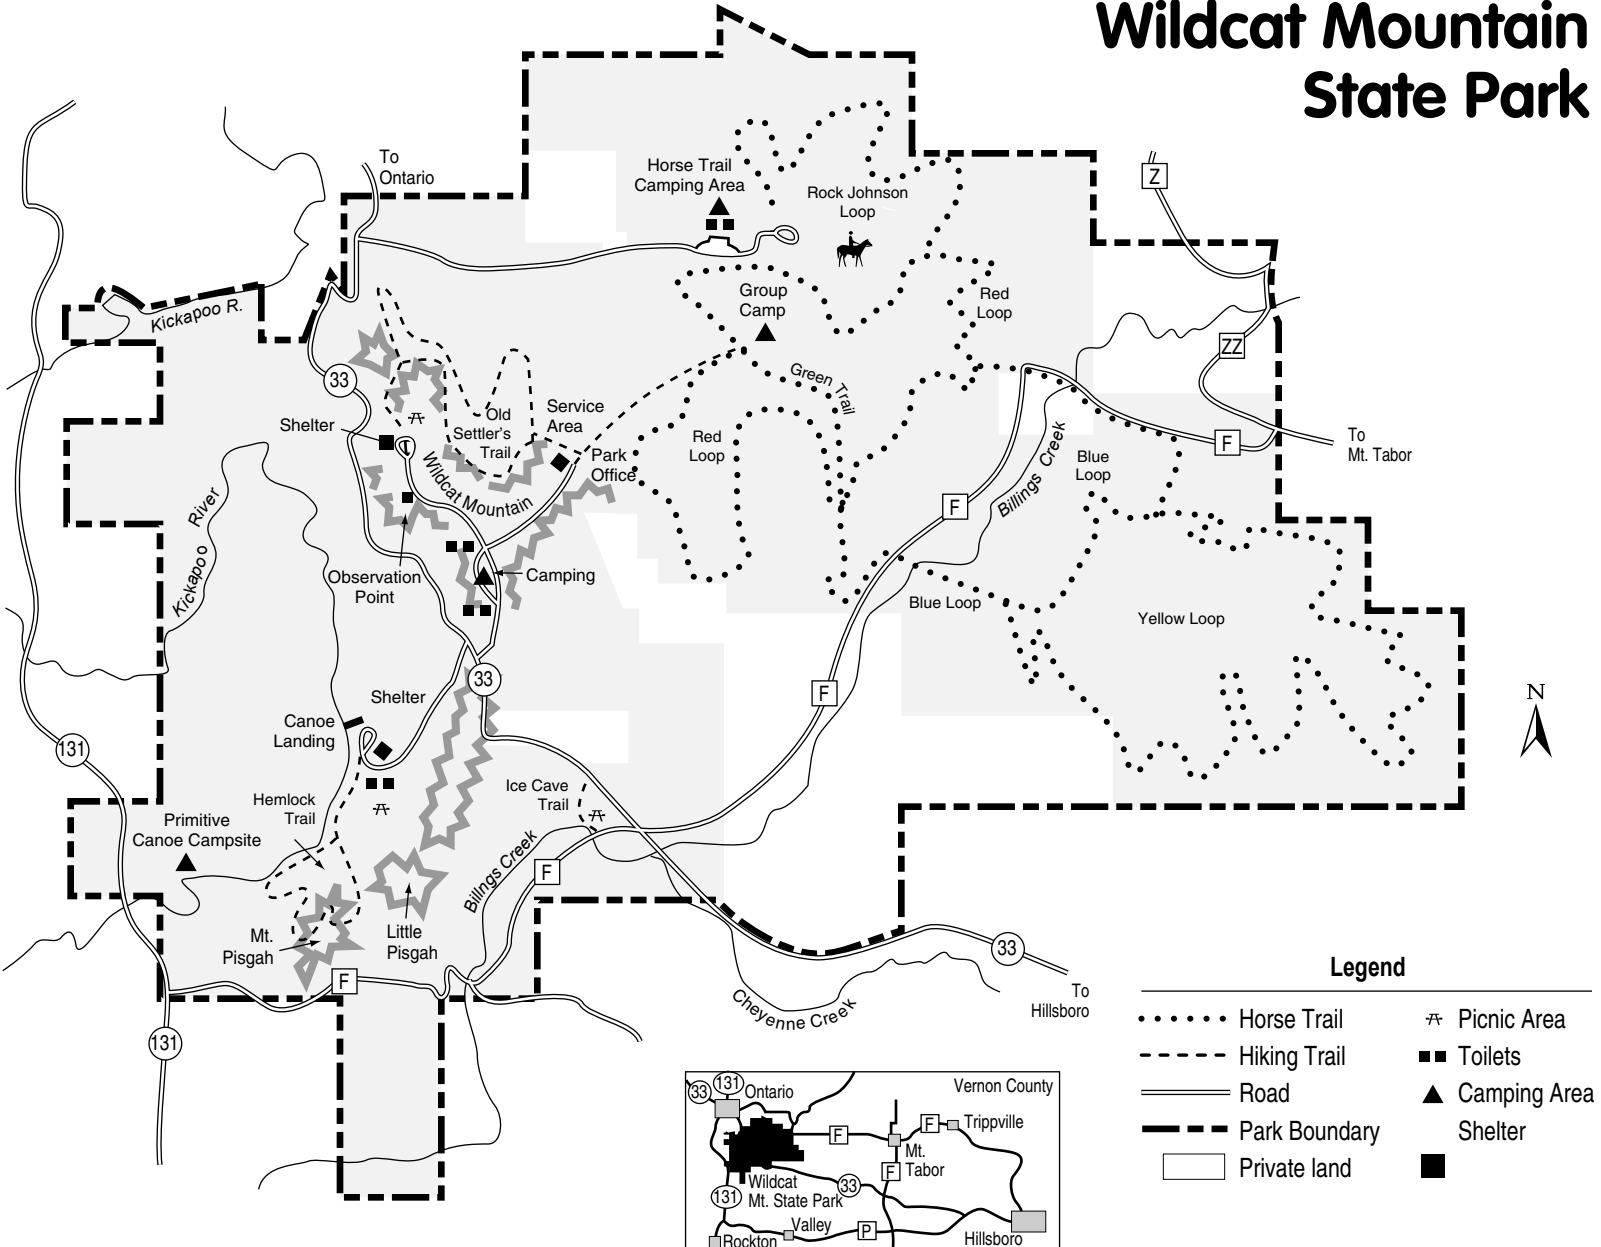 Wildcat Mountain
State Park
To
Ontario
Horse Trail
Camping Area
Rock Johnson
Loop
Z
Kickapoo R.
Group
Camp
Red
Loop
ZZ
33
Green Trail
Shelter
Old
Settler's
Trail
Service
Area
Red
Loop
Park
Office
Wildcat Mountain
F
To
Mt. Tabor
Blue
Loop
Billings Creek
F
Kickapoo River
Observation
Point
Camping
Blue Loop
Yellow Loop
33
F
Shelter
Canoe
Landing
131
N
Hemlock
Trail
Ice Cave
Trail
Primitive
Canoe Campsite
Billngs Creek
F
Mt.
Pisgah
Little
Pisgah
F
33
To
Hillsboro
Cheyenne Creek
131
Legend
Horse Trail
Picnic Area
Hiking Trail
Toilets
Road
Camping Area
Park Boundary
Shelter
Private land
33
131
Ontario
Vernon County
F
F
Trippville
Mt.
Tabor
F
Wildcat
Mt. State Park
33
131
Valley
P
Hillsboro
Rockton